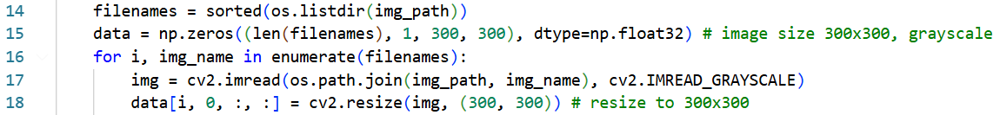 14 filenames = sorted(os.listdir(img_path))
15 data = np.zeros((len(filenames), 1, 300, 300), dtype=np.float32) # image size 300x300, grayscale
16 for i, img_name in enumerate(filenames):
17 img = cv2.imread(os.path.join(img_path, img_name), cv2.IMREAD_GRAYSCALE)
18 data[i, 0, :, :] = cv2.resize(img, (300, 300)) # resize to 300x300